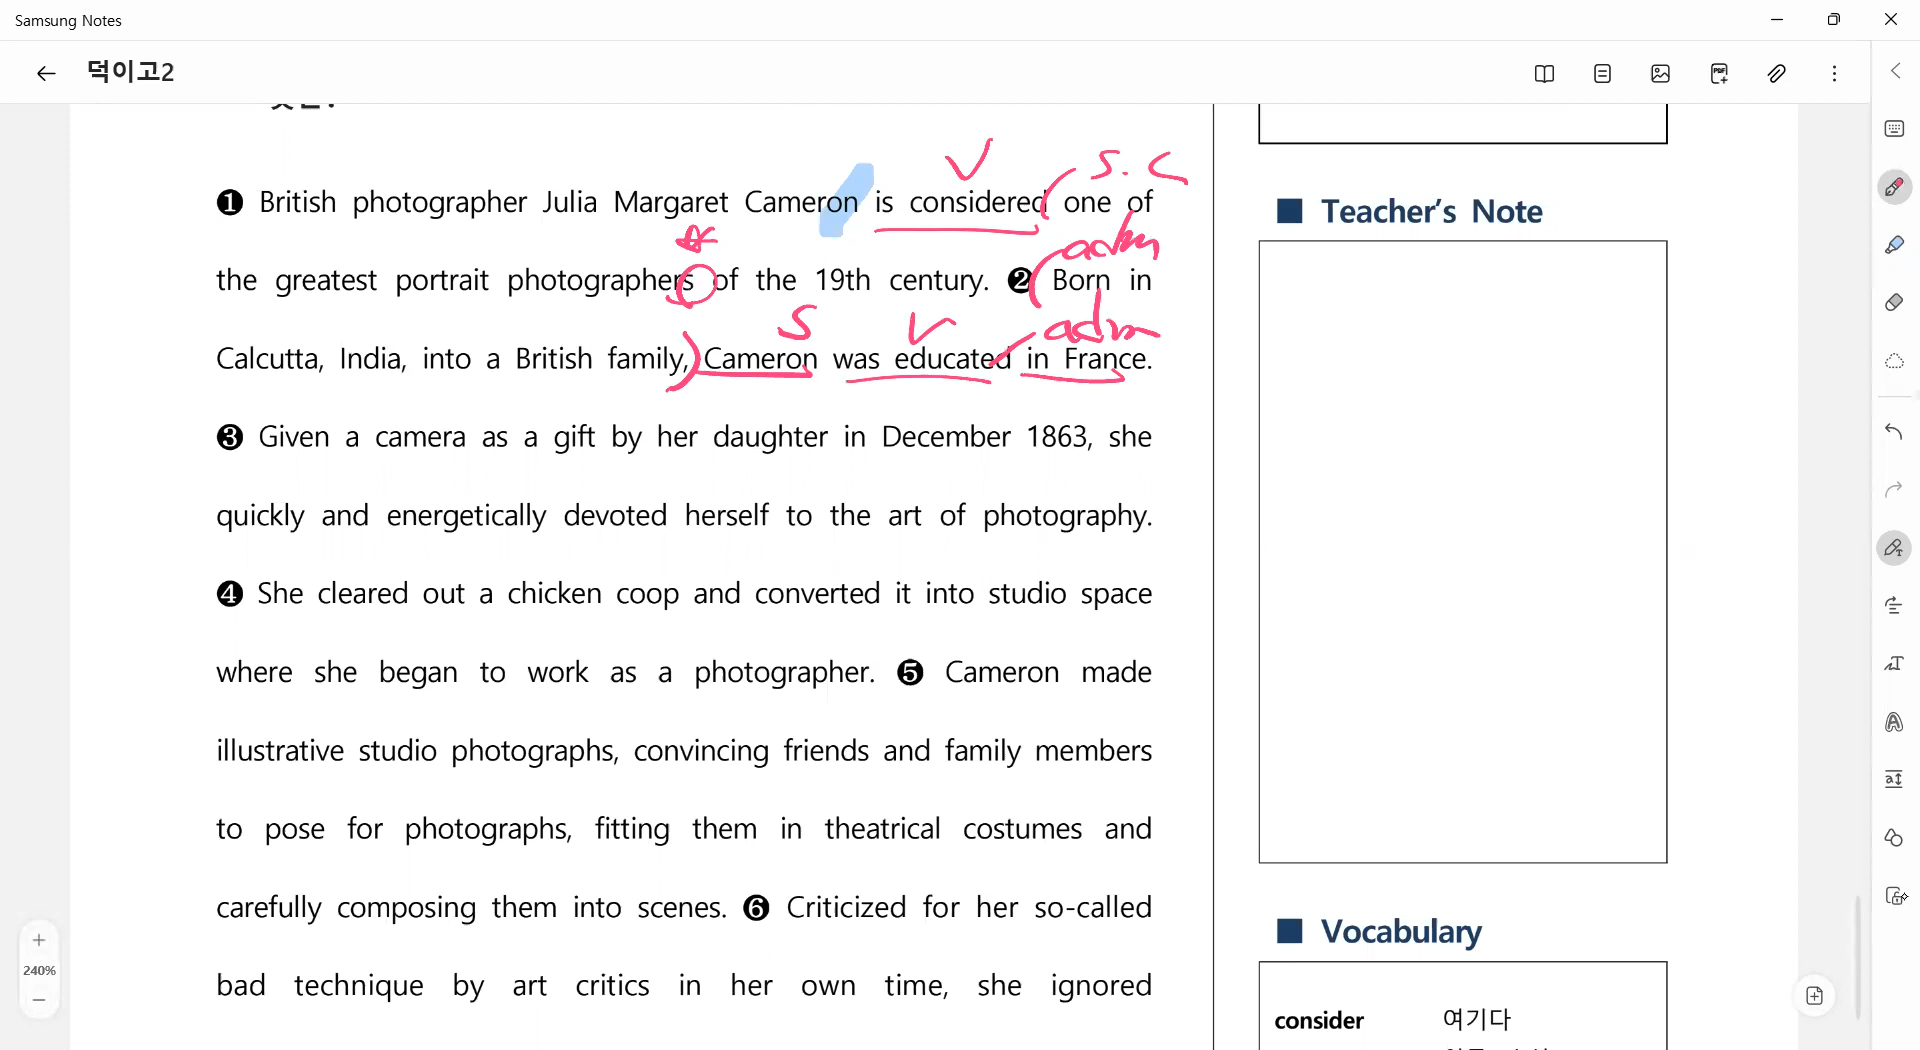 Samsung Notes
덕이고2
V
S.C
❶ British photographer Julia Margaret Cameron is considered one of
adm
the greatest portrait photographers of the 19th century. ❷ Born in
S V adm
Calcutta, India, into a British family, Cameron was educated in France.
❸ Given a camera as a gift by her daughter in December 1863, she
quickly and energetically devoted herself to the art of photography.
❹ She cleared out a chicken coop and converted it into studio space
where she began to work as a photographer. ❺ Cameron made
illustrative studio photographs, convincing friends and family members
to pose for photographs, fitting them in theatrical costumes and
carefully composing them into scenes. ❻ Criticized for her so-called
bad technique by art critics in her own time, she ignored
■ Teacher's Note
■ Vocabulary
consider 여기다
240%